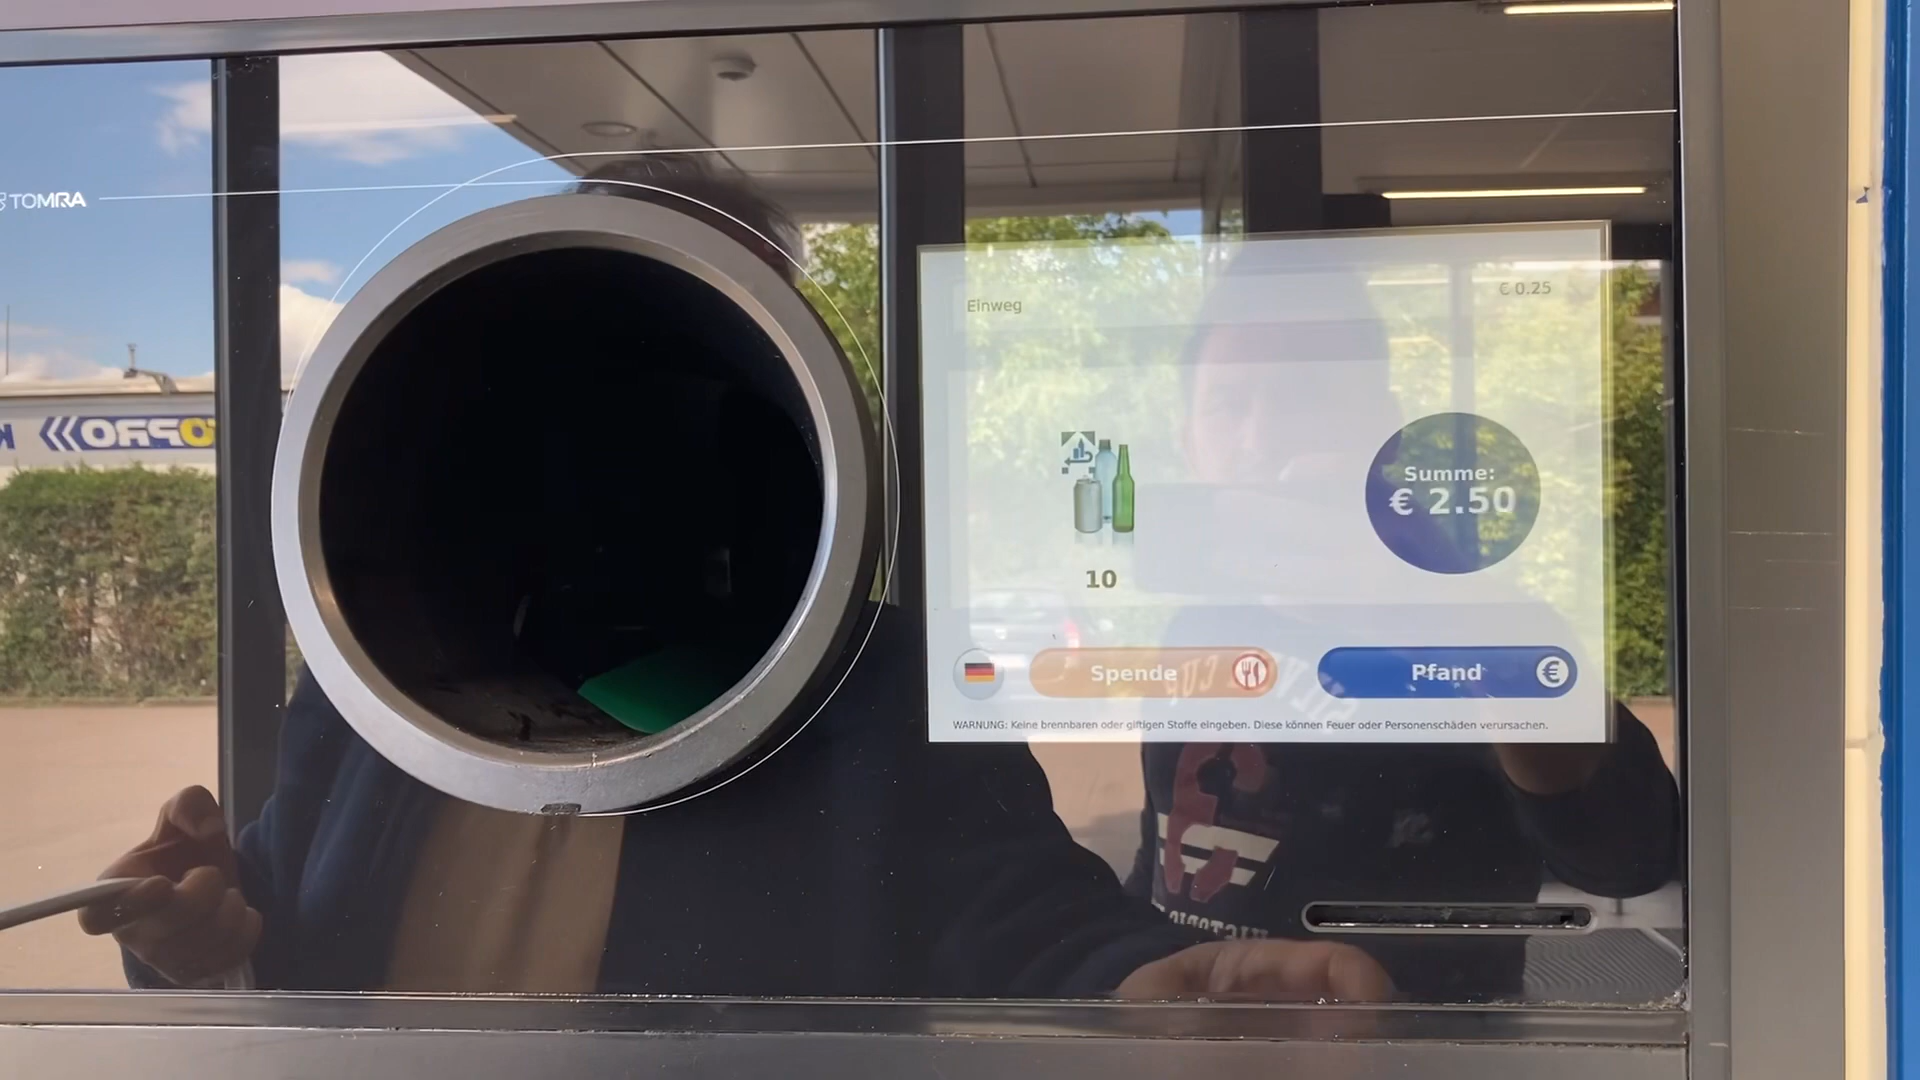 TOMRA
Einweg
€ 0.25
10
Summe:
€ 2.50
Spende
Pfand
€
WARNUNG: Keine brennbaren oder giftigen Stoffe eingeben. Diese können Feuer oder Personenschäden verursachen.